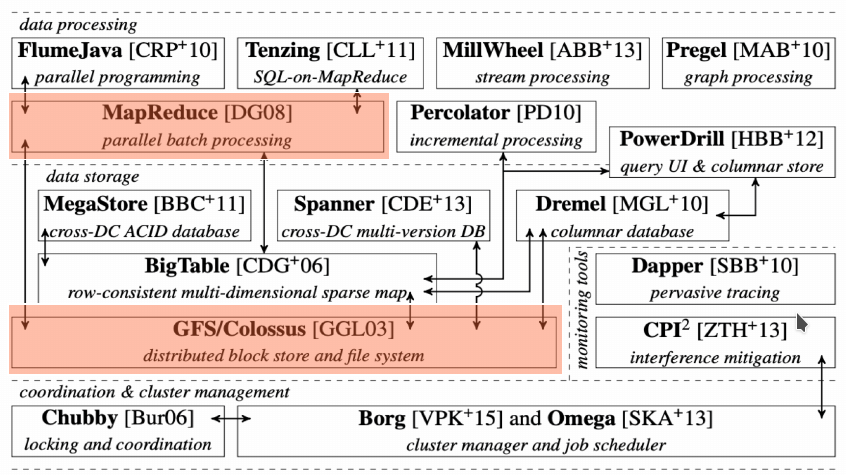 data processing
FlumeJava [CRP+10]
parallel programming
Tenzing [CLL+11]
SQL-on-MapReduce
MillWheel [ABB+13]
stream processing
Pregel [MAB+10]
graph processing
MapReduce [DG08]
parallel batch processing
Percolator [PD10]
incremental processing
PowerDrill [HBB+12]
query UI & columnar store
data storage
MegaStore [BBC+11]
cross-DC ACID database
Spanner [CDE+13]
cross-DC multi-version DB
Dremel [MGL+10]
columnar database
BigTable [CDG+06]
row-consistent multi-dimensional sparse map
GFS/Colossus [GGL03]
distributed block store and file system
monitoring tools
Dapper [SBB+10]
pervasive tracing
CPI2 [ZTH+13]
interference mitigation
coordination & cluster management
Chubby [Bur06]
locking and coordination
Borg [VPK+15] and Omega [SKA+13]
cluster manager and job scheduler